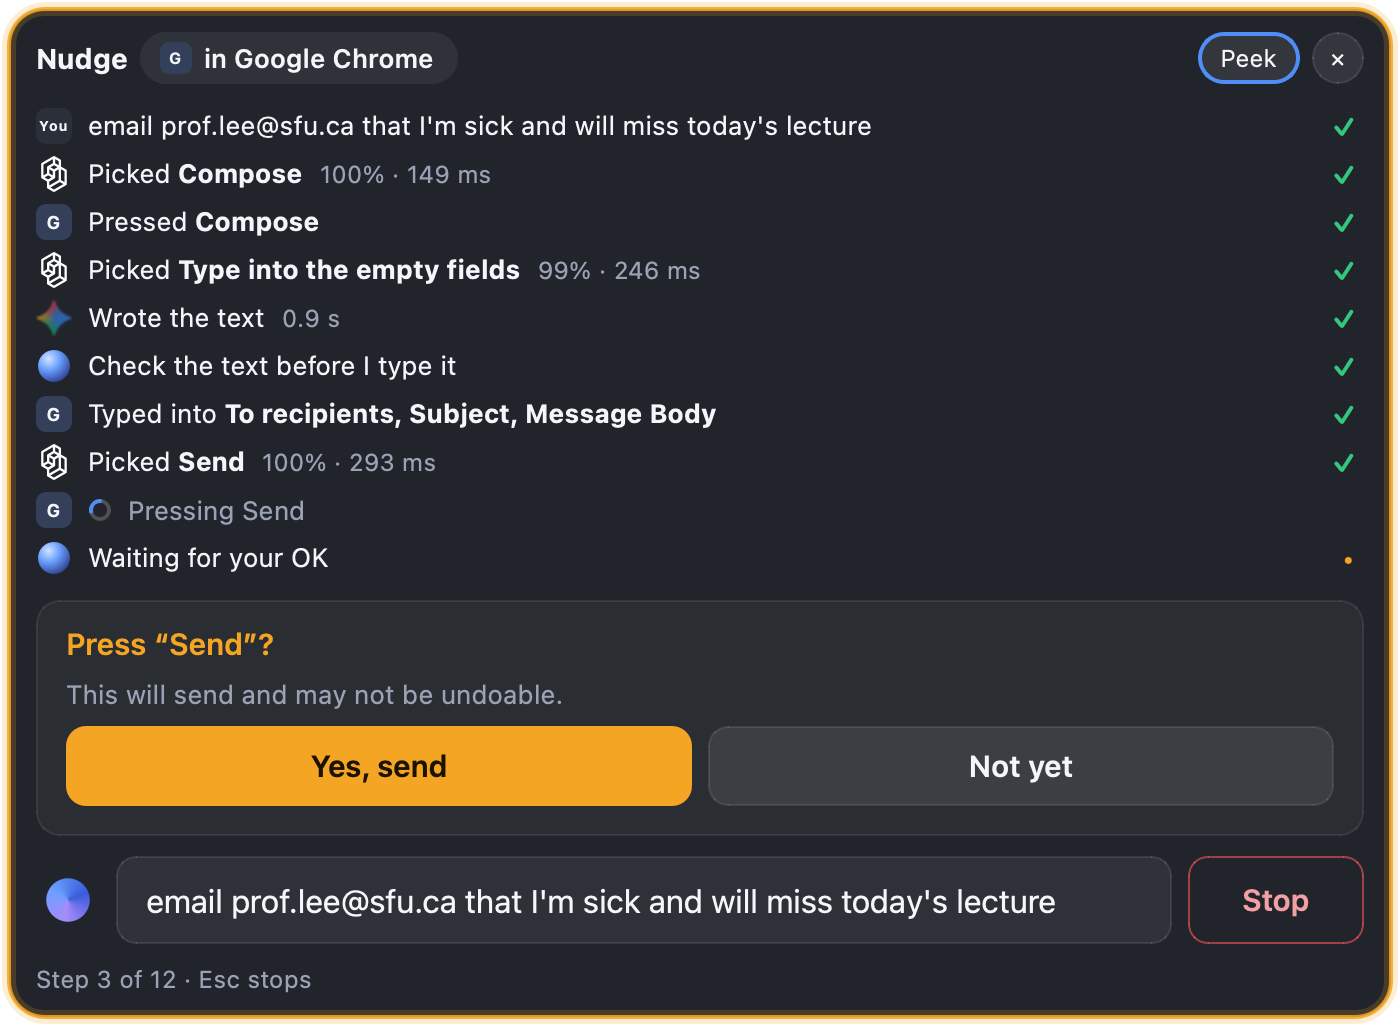 Nudge G in Google Chrome Peek ×
You email prof.lee@sfu.ca that I'm sick and will miss today's lecture
Picked Compose 100% · 149 ms
G Pressed Compose
Picked Type into the empty fields 99% · 246 ms
Wrote the text 0.9 s
Check the text before I type it
G Typed into To recipients, Subject, Message Body
Picked Send 100% · 293 ms
G Pressing Send
Waiting for your OK
Press “Send”?
This will send and may not be undoable.
Yes, send Not yet
email prof.lee@sfu.ca that I'm sick and will miss today's lecture Stop
Step 3 of 12 · Esc stops